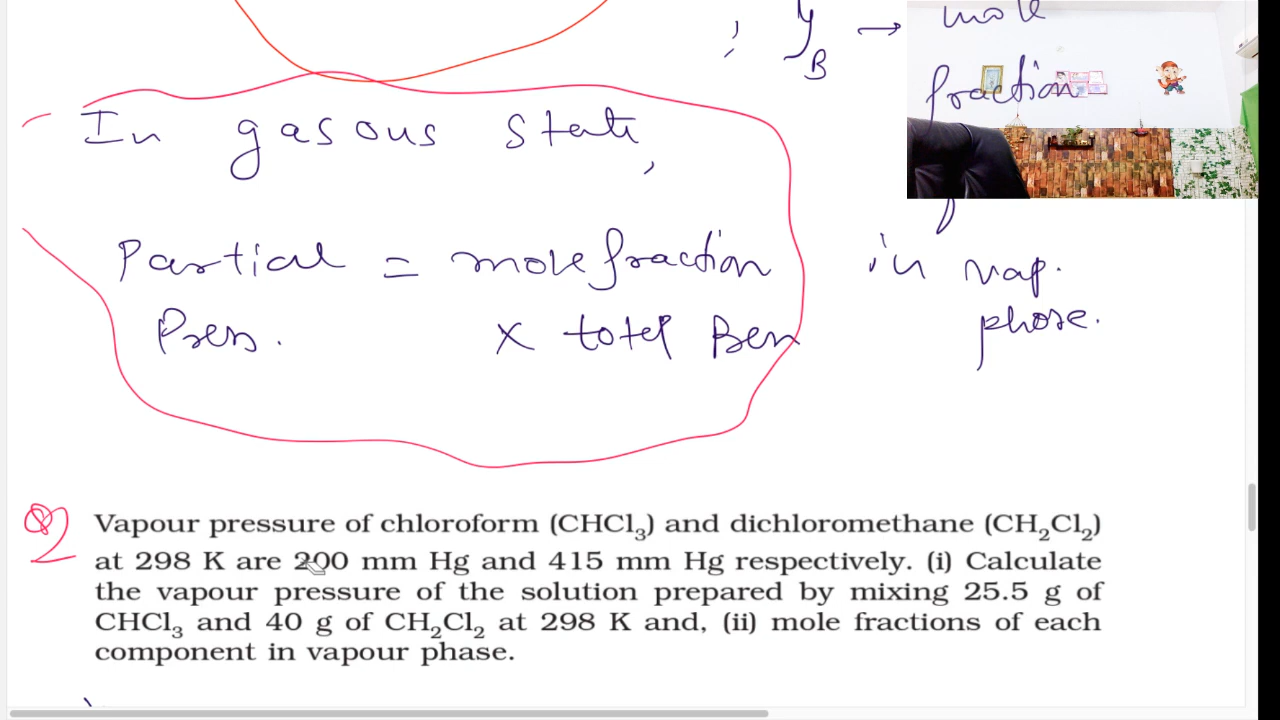 ; y_B → mole
fraction
In gasous state,
Partial = mole fraction
in vap.
Pres. × total Pres
phase.
Q2 Vapour pressure of chloroform (CHCl₃) and dichloromethane (CH₂Cl₂)
at 298 K are 200 mm Hg and 415 mm Hg respectively. (i) Calculate
the vapour pressure of the solution prepared by mixing 25.5 g of
CHCl₃ and 40 g of CH₂Cl₂ at 298 K and, (ii) mole fractions of each
component in vapour phase.